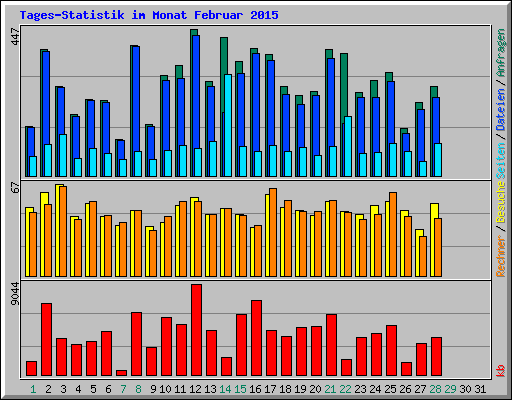 Tages-Statistik im Monat Februar 2015
447
67
9044
Rechner / Besuche Seiten / Dateien / Anfragen
kb
1 2 3 4 5 6 7 8 9 10 11 12 13 14 15 16 17 18 19 20 21 22 23 24 25 26 27 28 29 30 31